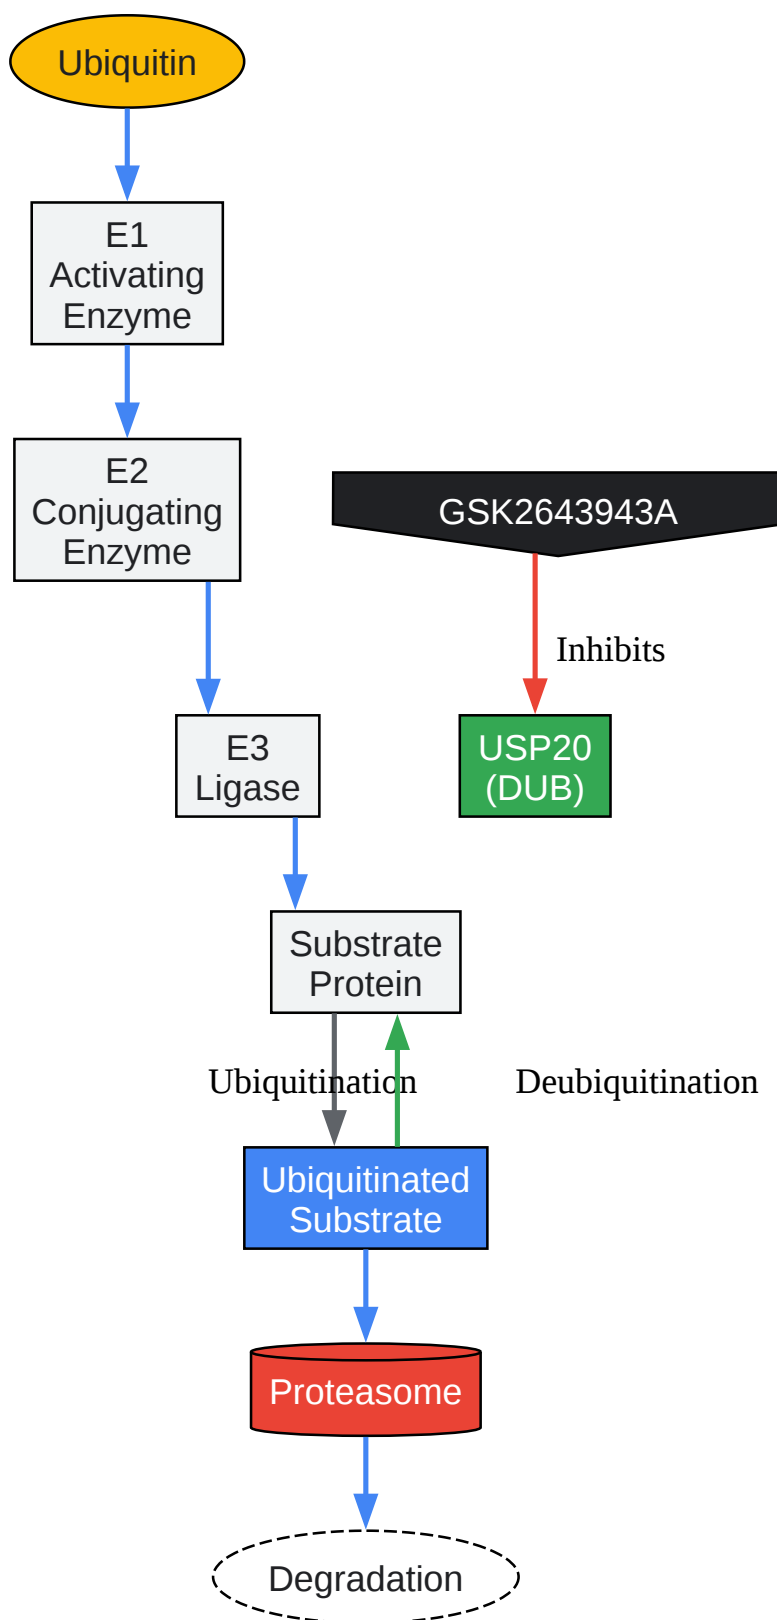 Ubiquitin
E1
Activating
Enzyme
E2
Conjugating
Enzyme
GSK2643943A
Inhibits
E3
Ligase
USP20
(DUB)
Substrate
Protein
Ubiquitination
Deubiquitination
Ubiquitinated
Substrate
Proteasome
Degradation